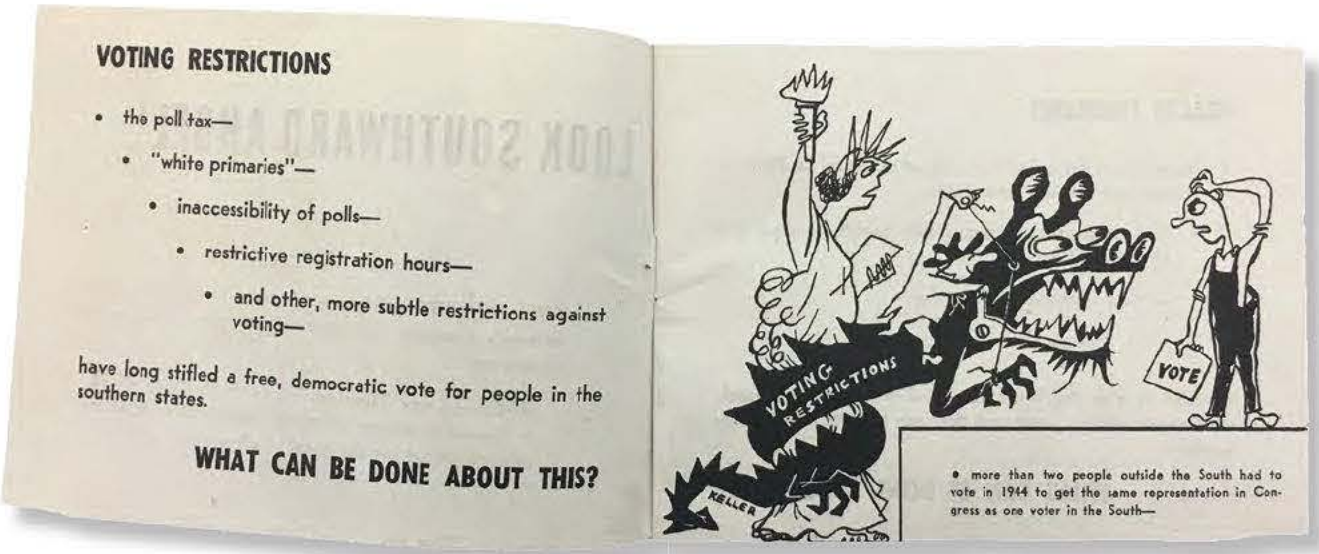 VOTING RESTRICTIONS
• the poll tax—
• "white primaries"—
• inaccessibility of polls—
• restrictive registration hours—
• and other, more subtle restrictions against
voting—
have long stifled a free, democratic vote for people in the
southern states.
WHAT CAN BE DONE ABOUT THIS?
VOTING
RESTRICTIONS
KELLER
VOTE
• more than two people outside the South had to
vote in 1944 to get the same representation in Con-
gress as one voter in the South—